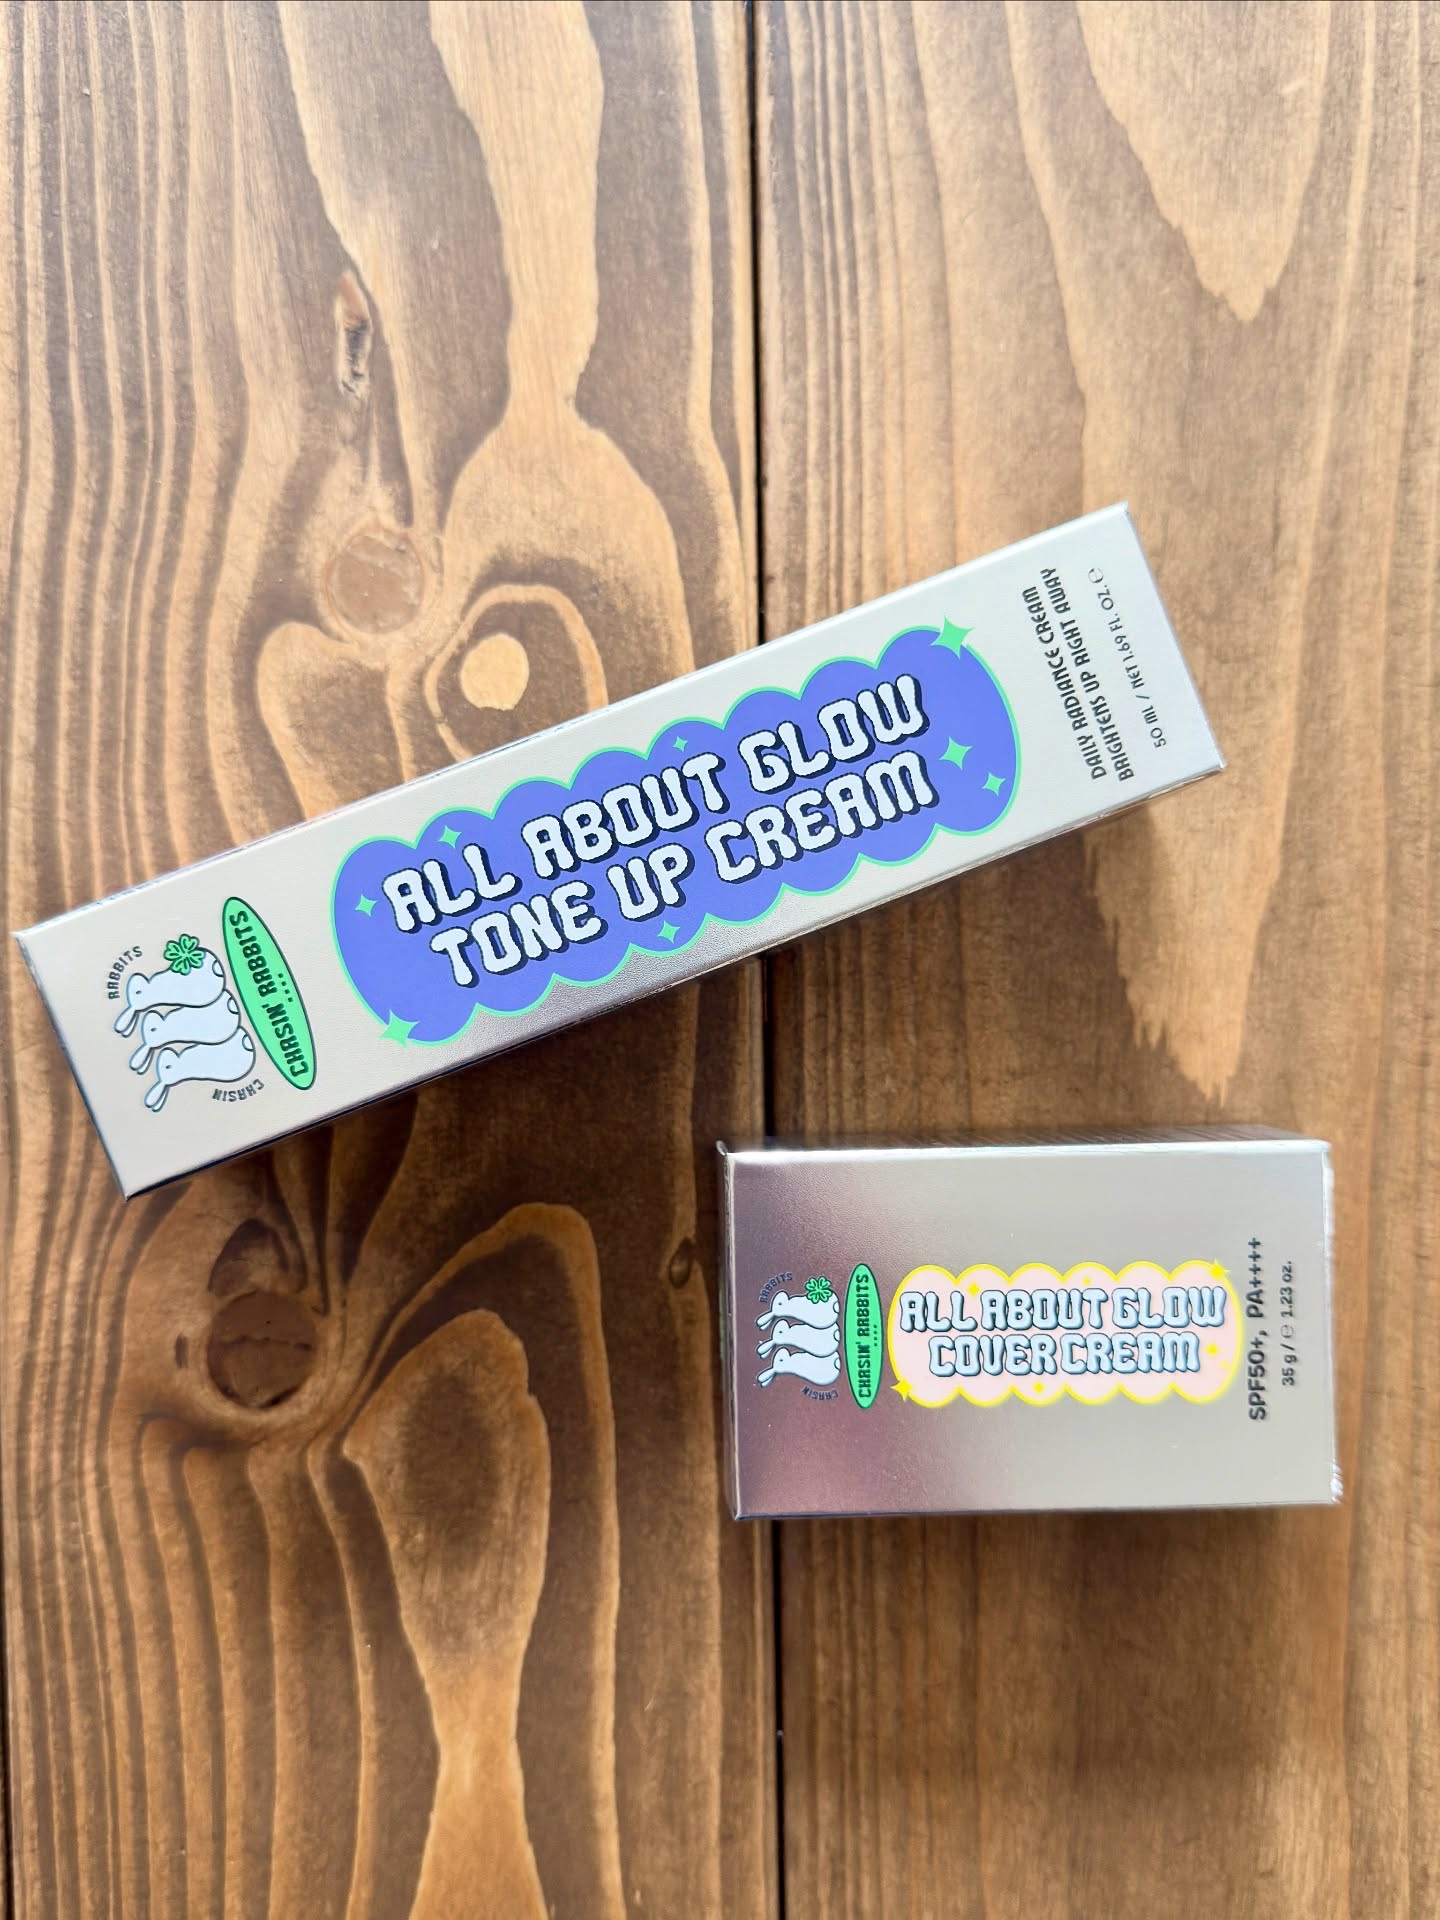 RABBITS
CHASIN
CHASIN' RABBITS
ALL ABOUT GLOW
TONE UP CREAM
DAILY RADIANCE CREAM
BRIGHTENS UP RIGHT AWAY
50 ML / NET 1.69 FL. OZ. ℮
RABBITS
CHASIN
CHASIN' RABBITS
ALL ABOUT GLOW
COVER CREAM
SPF50+, PA++++
35 g / ℮ 1.23 oz.